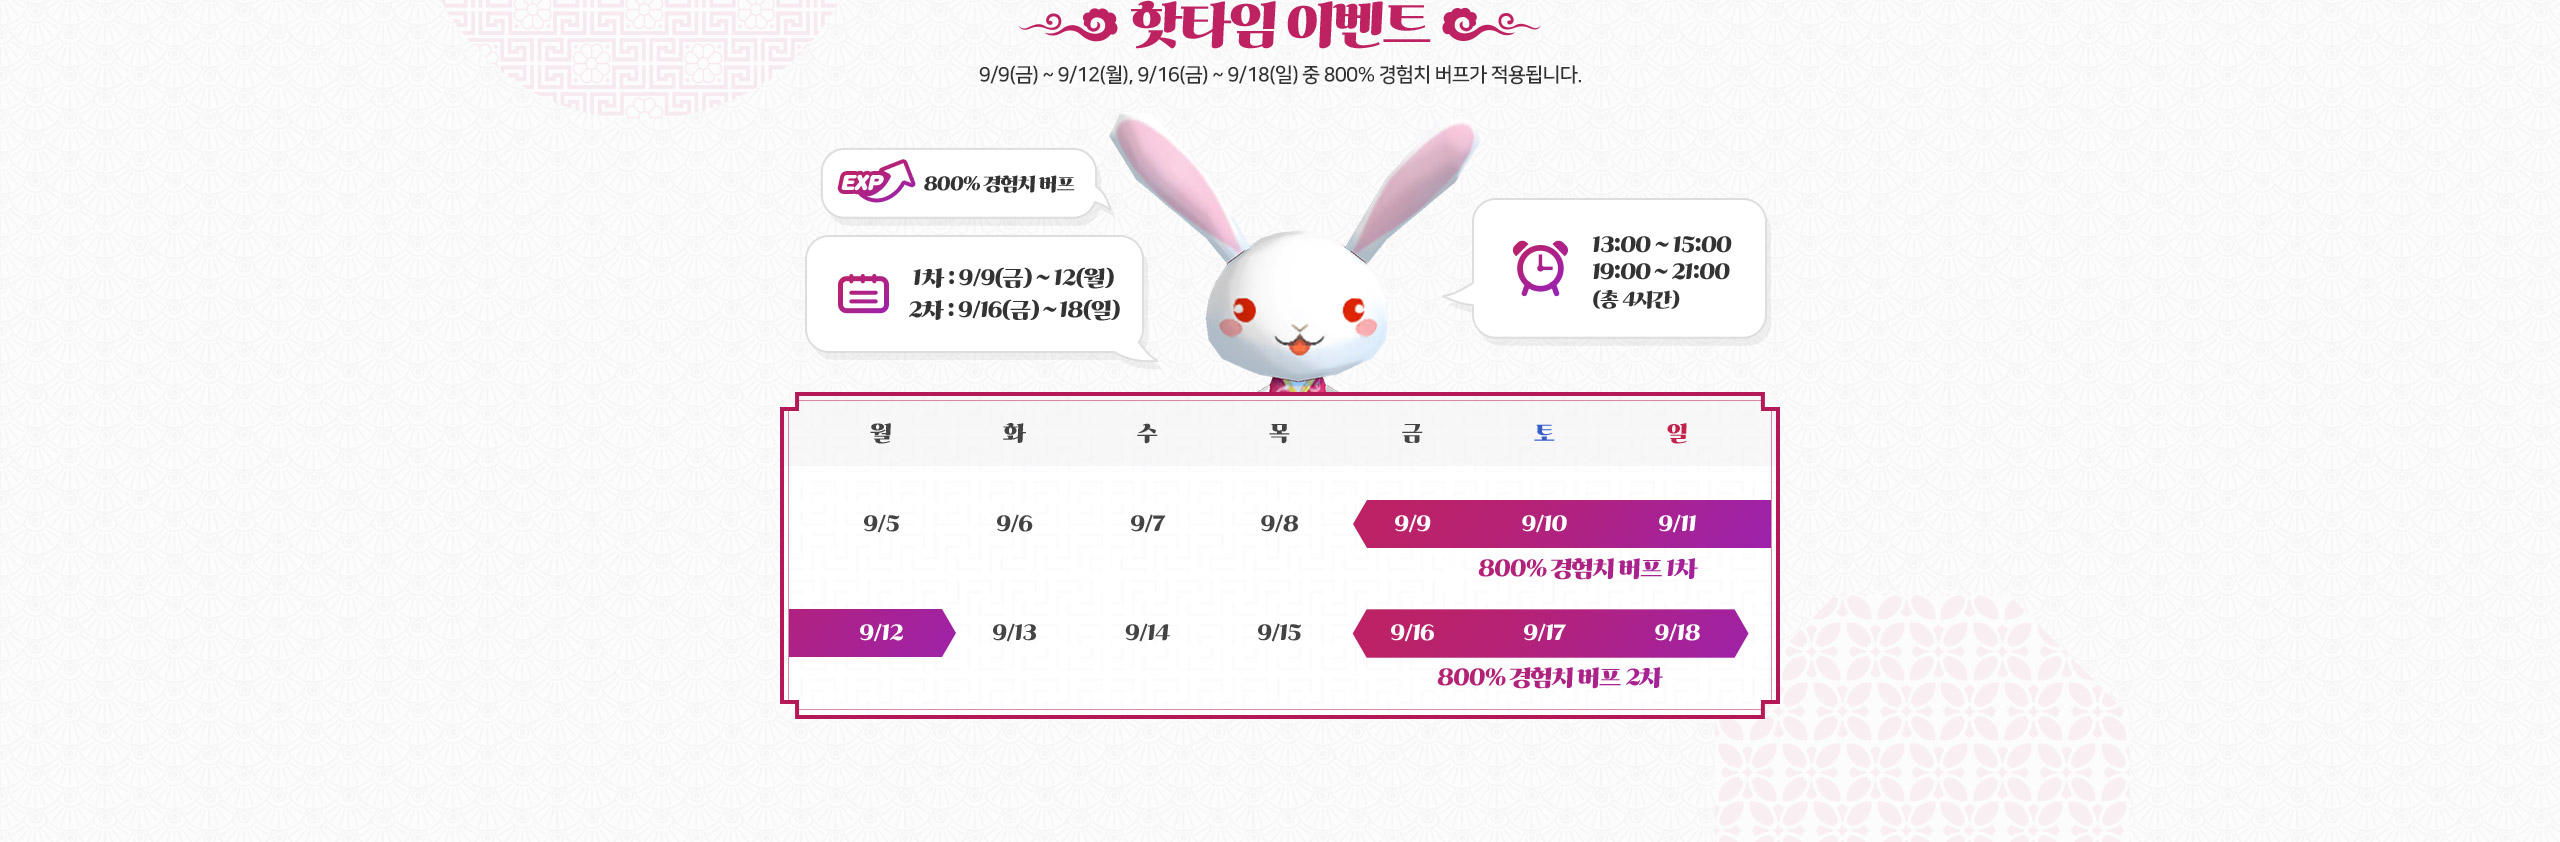 핫타임 이벤트
9/9(금) ~ 9/12(월), 9/16(금) ~ 9/18(일) 중 800% 경험치 버프가 적용됩니다.
EXP 800% 경험치 버프
1차 : 9/9(금) ~ 12(월)
2차 : 9/16(금) ~ 18(일)
13:00 ~ 15:00
19:00 ~ 21:00
(총 4시간)
월 화 수 목 금 토 일
9/5 9/6 9/7 9/8 9/9 9/10 9/11
800% 경험치 버프 1차
9/12 9/13 9/14 9/15 9/16 9/17 9/18
800% 경험치 버프 2차